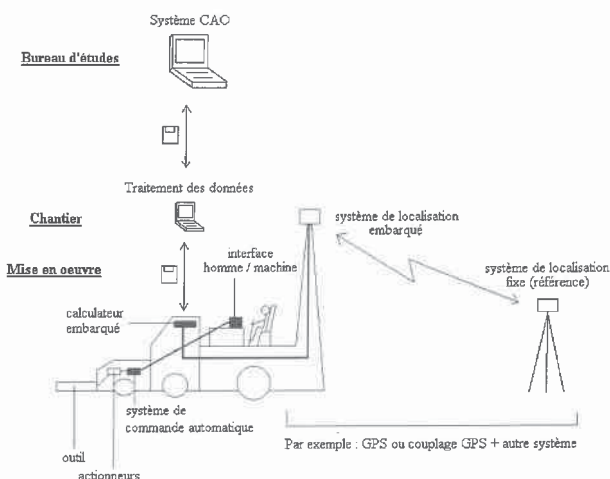 Système CAO
Bureau d'études
Traitement des données
Chantier
système de localisation
embarqué
interface
homme / machine
Mise en oeuvre
système de localisation
fixe (référence)
calculateur
embarqué
système de
commande automatique
Par exemple : GPS ou couplage GPS + autre système
outil
actionneurs